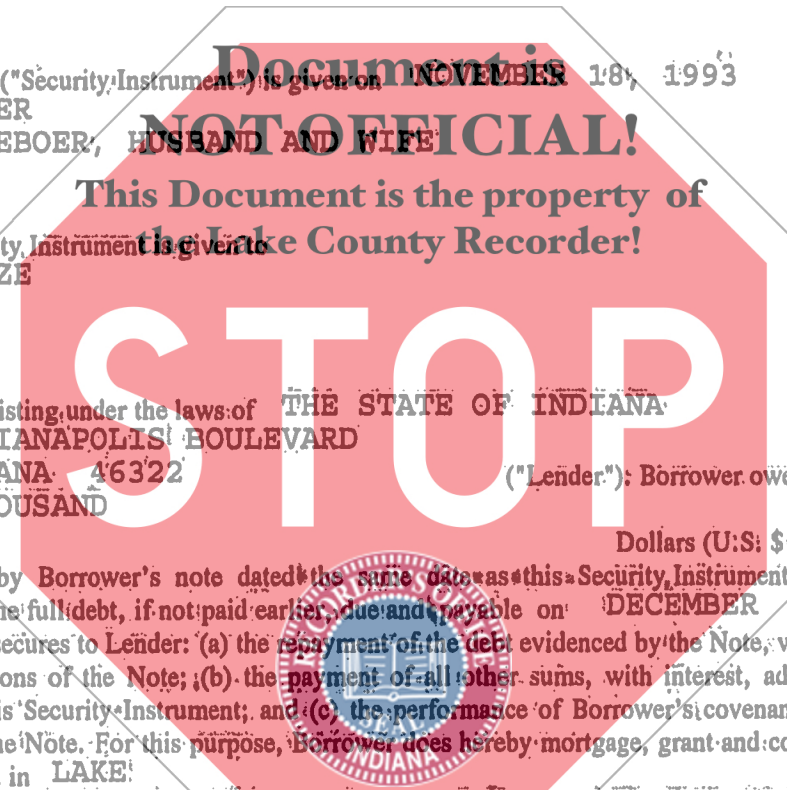 Document is
("Security Instrument") is given on NOVEMBER 18, 1993
ER
NOT OFFICIAL!
EBOER, HUSBAND AND WIFE
This Document is the property of
the Lake County Recorder!
ty Instrument is given to
ZE
STOP
isting under the laws of THE STATE OF INDIANA
IANAPOLIS BOULEVARD
ANA 46322
("Lender"). Borrower owe
OUSAND
Dollars (U.S. $
by Borrower's note dated the same date as this Security Instrument
he full debt, if not paid earlier, due and payable on DECEMBER
secures to Lender: (a) the repayment of the debt evidenced by the Note, w
ions of the Note; (b) the payment of all other sums, with interest, ad
is Security Instrument; and (c) the performance of Borrower's covenan
he Note. For this purpose, Borrower does hereby mortgage, grant and co
in LAKE
SEAL
INDIANA